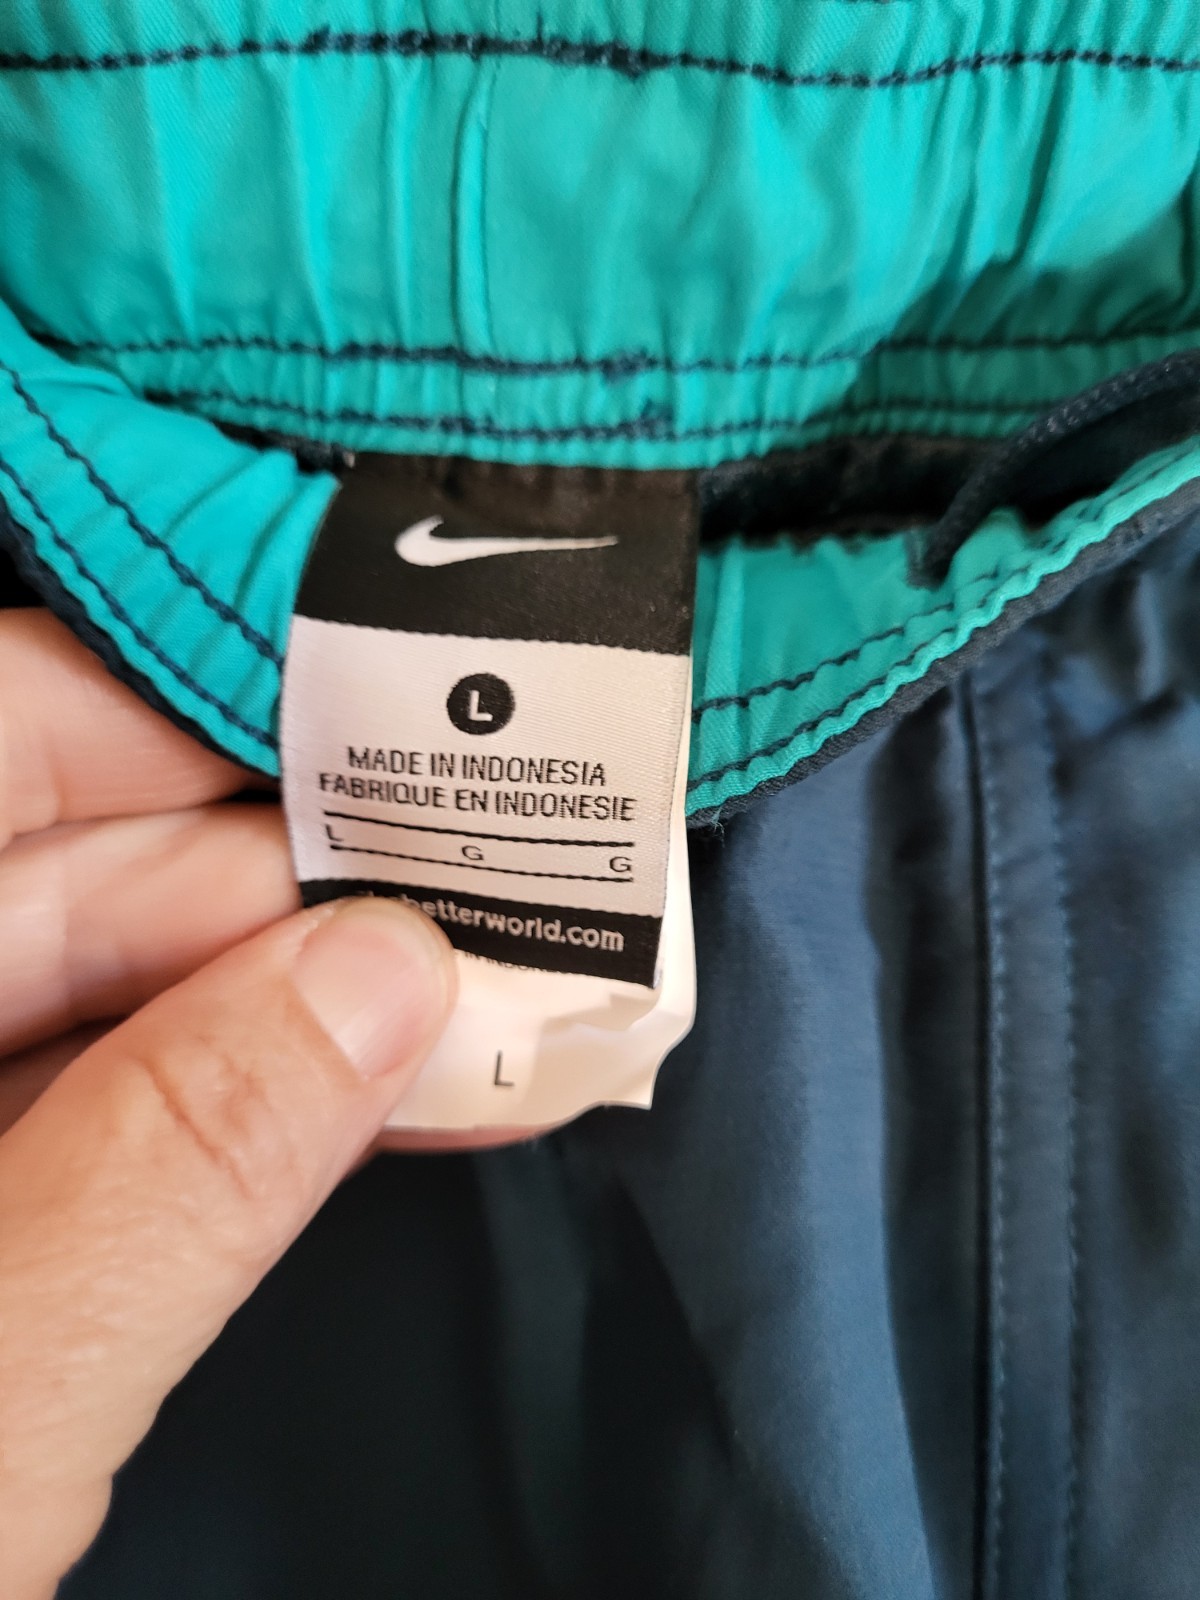 L
MADE IN INDONESIA
FABRIQUE EN INDONESIE
L G G
betterworld.com
L